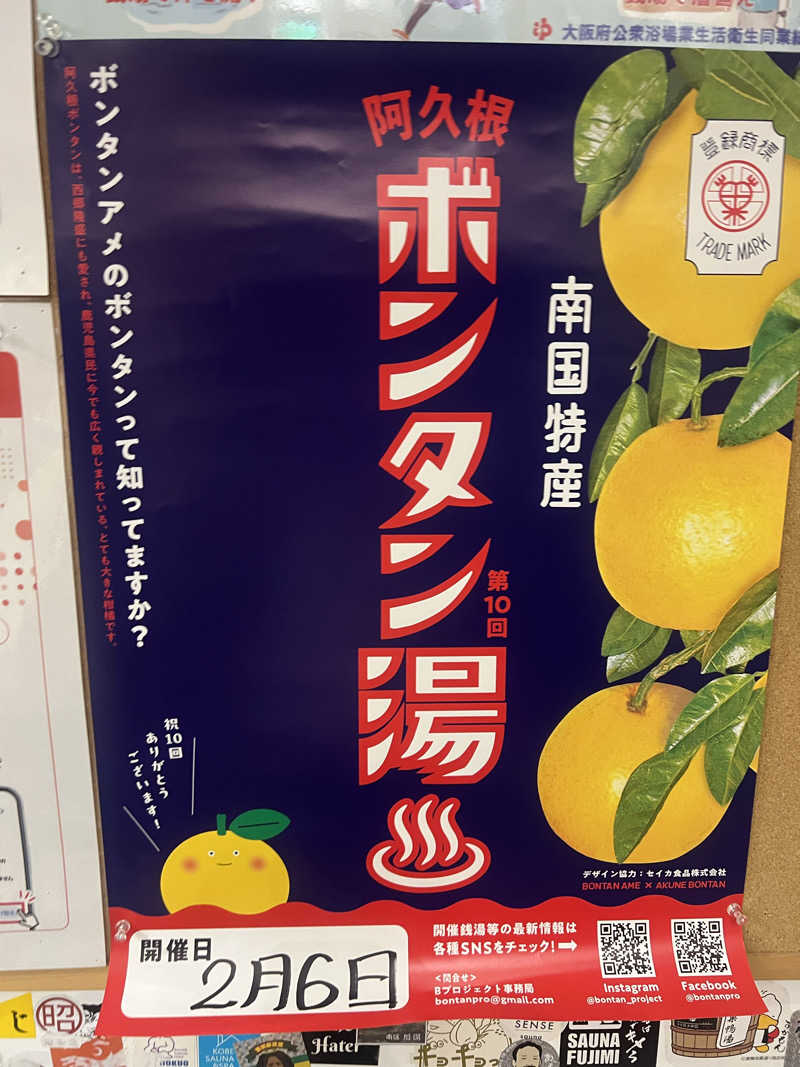 大阪府公衆浴場業生活衛生同業組
登録商標
TRADE MARK
南国特産
阿久根
ボンタン湯
第10回
ボンタンアメのボンタンって知ってますか?
阿久根ボンタンは、西郷隆盛にも愛され、鹿児島県民に今でも広く親しまれている、とても大きな柑橘です。
祝10回
ありがとう
ございます!
デザイン協力:セイカ食品株式会社
BONTAN AME × AKUNE BONTAN
開催日
2月6日
開催銭湯等の最新情報は
各種SNSをチェック!➞
<問合せ>
Bプロジェクト事務局
bontanpro@gmail.com
Instagram
@bontan_project
Facebook
@bontanpro
じ
昭
KOBE
SAUNA
&SPA
Hater
SENSE
SAUNA
FUJIMI